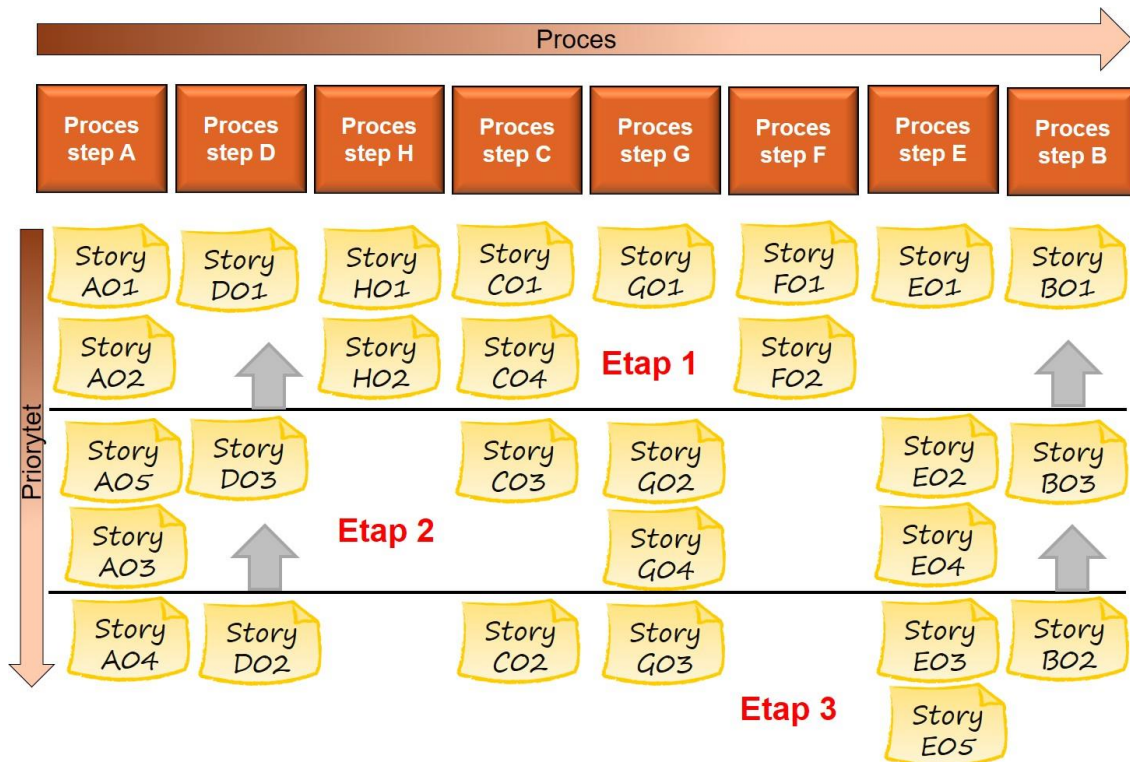 Proces
Proces
step A
Proces
step D
Proces
step H
Proces
step C
Proces
step G
Proces
step F
Proces
step E
Proces
step B
Priorytet
Story
A01
Story
D01
Story
H01
Story
C01
Story
G01
Story
F01
Story
E01
Story
B01
Story
A02
Story
H02
Story
C04
Etap 1
Story
F02
Story
A05
Story
D03
Story
C03
Story
G02
Story
E02
Story
B03
Story
A03
Etap 2
Story
G04
Story
E04
Story
A04
Story
D02
Story
C02
Story
G03
Story
E03
Story
B02
Etap 3
Story
E05